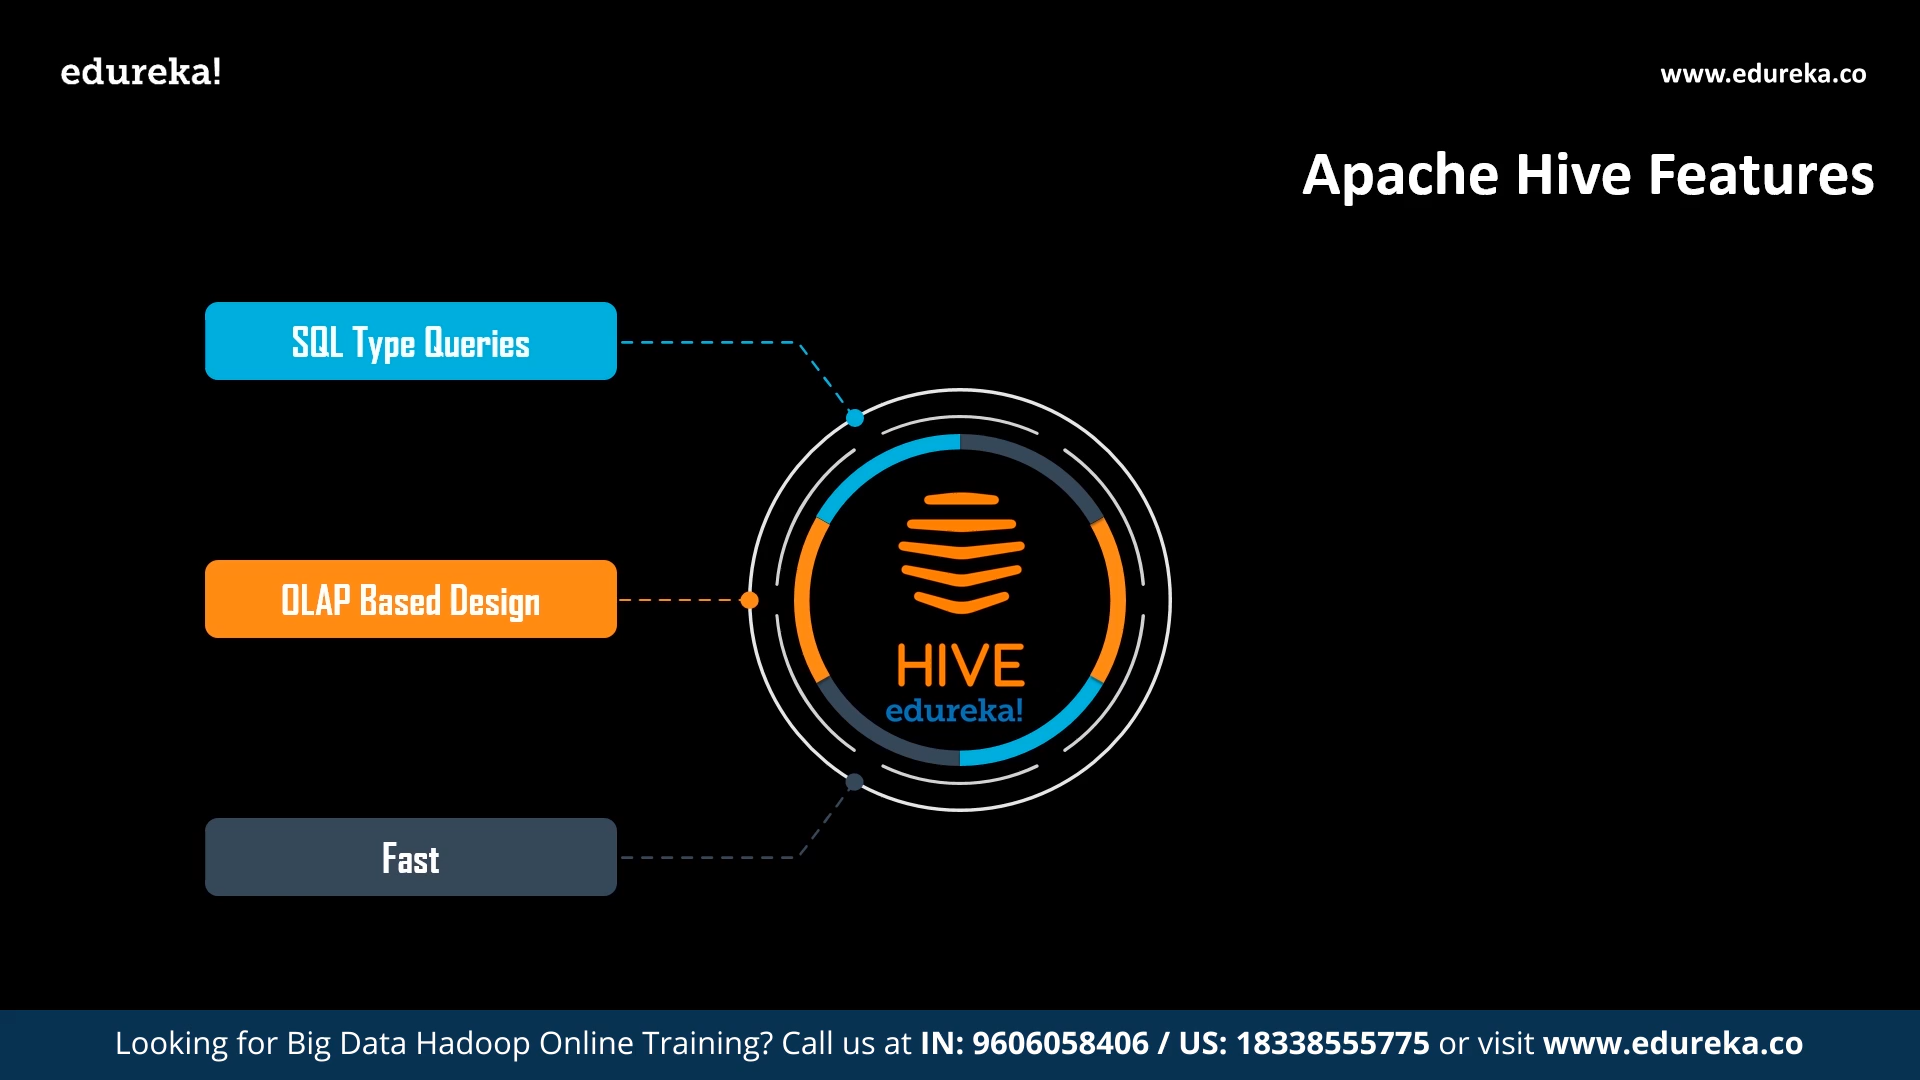 edureka!
www.edureka.co
Apache Hive Features
SQL Type Queries
OLAP Based Design
Fast
HIVE
edureka!
Looking for Big Data Hadoop Online Training? Call us at IN: 9606058406 / US: 18338555775 or visit www.edureka.co